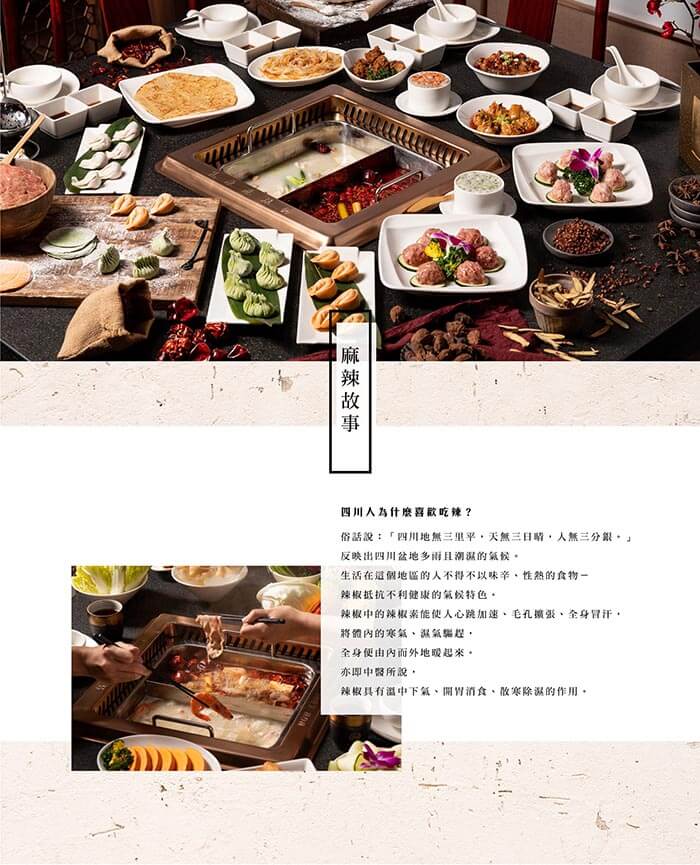 麻辣故事
四川人為什麼喜歡吃辣？
俗話說：「四川地無三里平，天無三日晴，人無三分銀。」
反映出四川盆地多雨且潮濕的氣候。
生活在這個地區的人不得不以味辛、性熱的食物－
辣椒抵抗不利健康的氣候特色。
辣椒中的辣椒素能使人心跳加速、毛孔擴張、全身冒汗，
將體內的寒氣、濕氣驅趕，
全身便由內而外地暖起來。
亦即中醫所說，
辣椒具有溫中下氣、開胃消食、散寒除濕的作用。